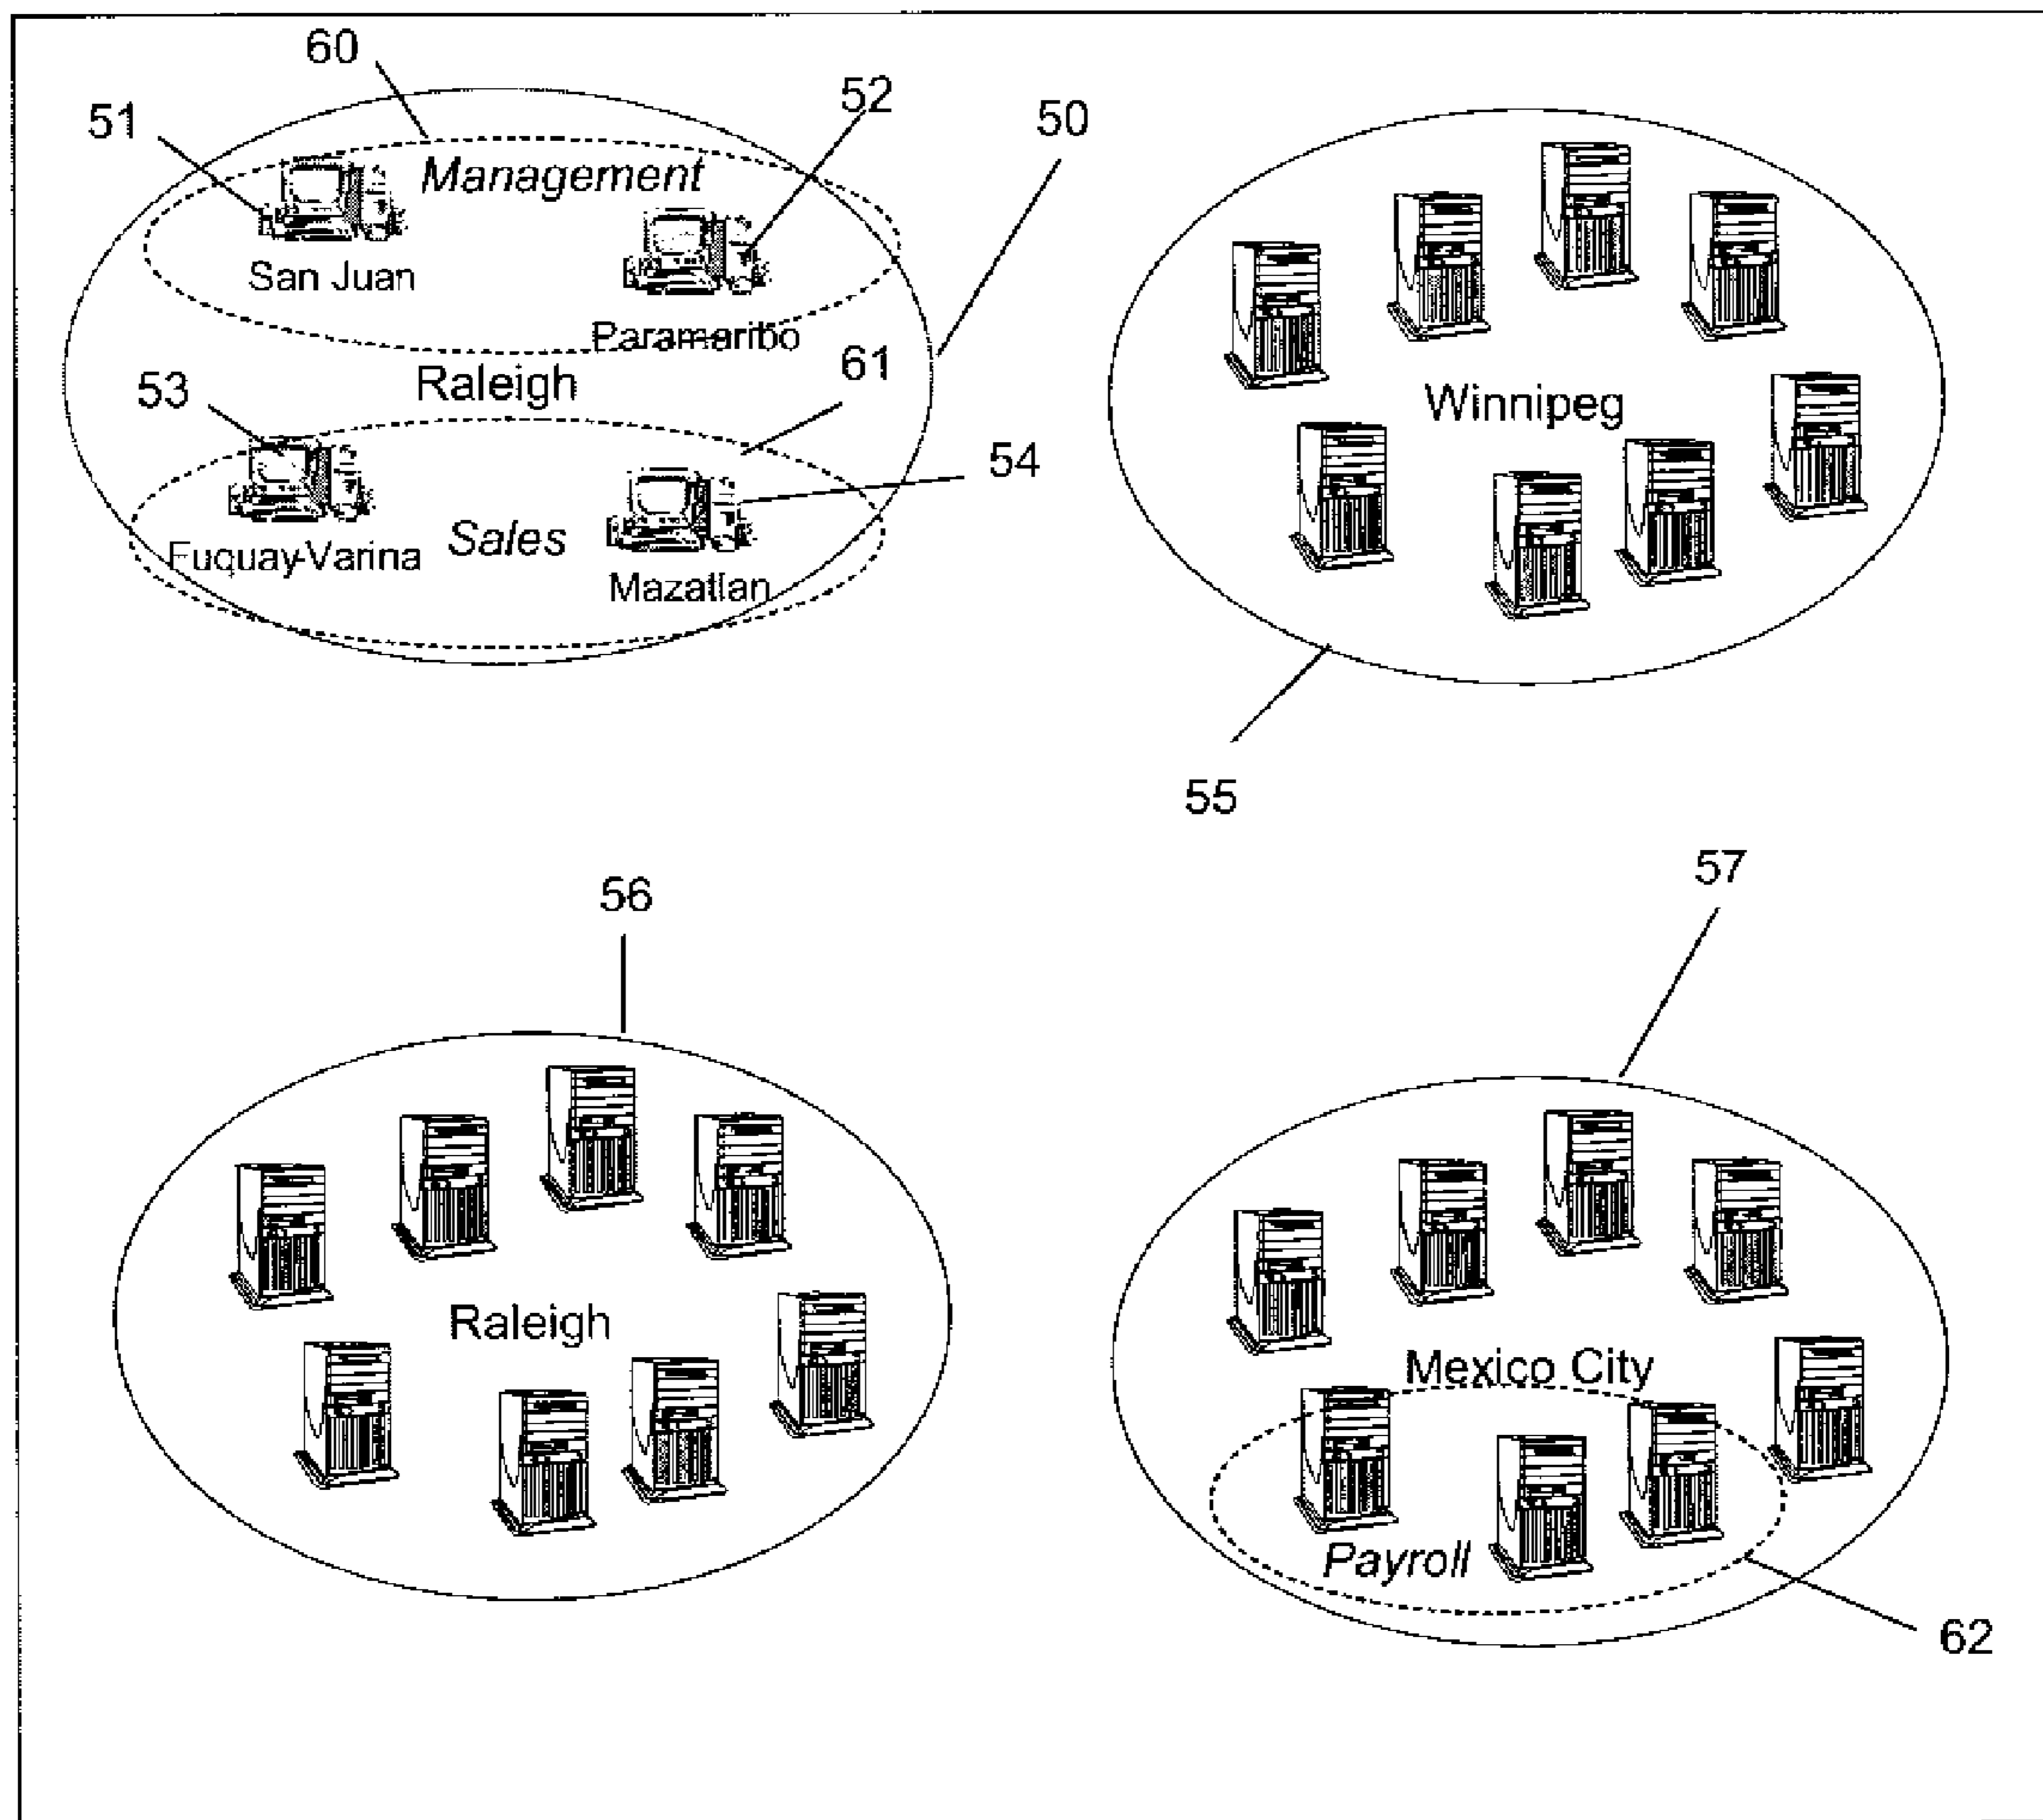 60
51
52
50
Management
San Juan
Paramaribo
Raleigh
61
53
54
Sales
Fuquay-Varina
Mazatlan
Winnipeg
55
56
57
Raleigh
Mexico City
Payroll
62